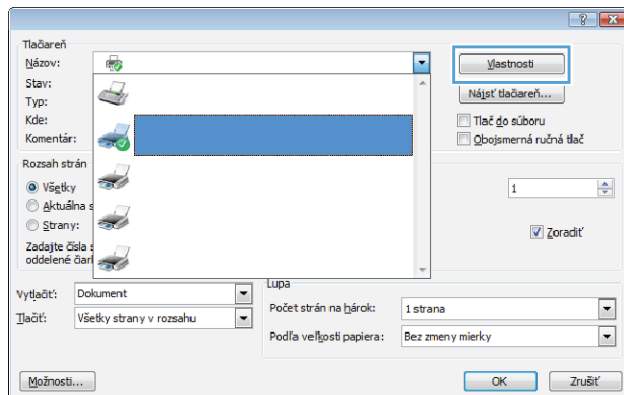 Tlačiareň
Názov:
Vlastnosti
Stav:
Nájsť tlačiareň...
Typ:
Kde:
Tlač do súboru
Komentár:
Obojsmerná ručná tlač
Rozsah strán
Všetky
1
Aktuálna s
Strany:
Zoradiť
Zadajte čísla s
oddelené čiark
Vytlačiť: Dokument
Tlačiť: Všetky strany v rozsahu
Lupa
Počet strán na hárok: 1 strana
Podľa veľkosti papiera: Bez zmeny mierky
Možnosti...
OK
Zrušiť